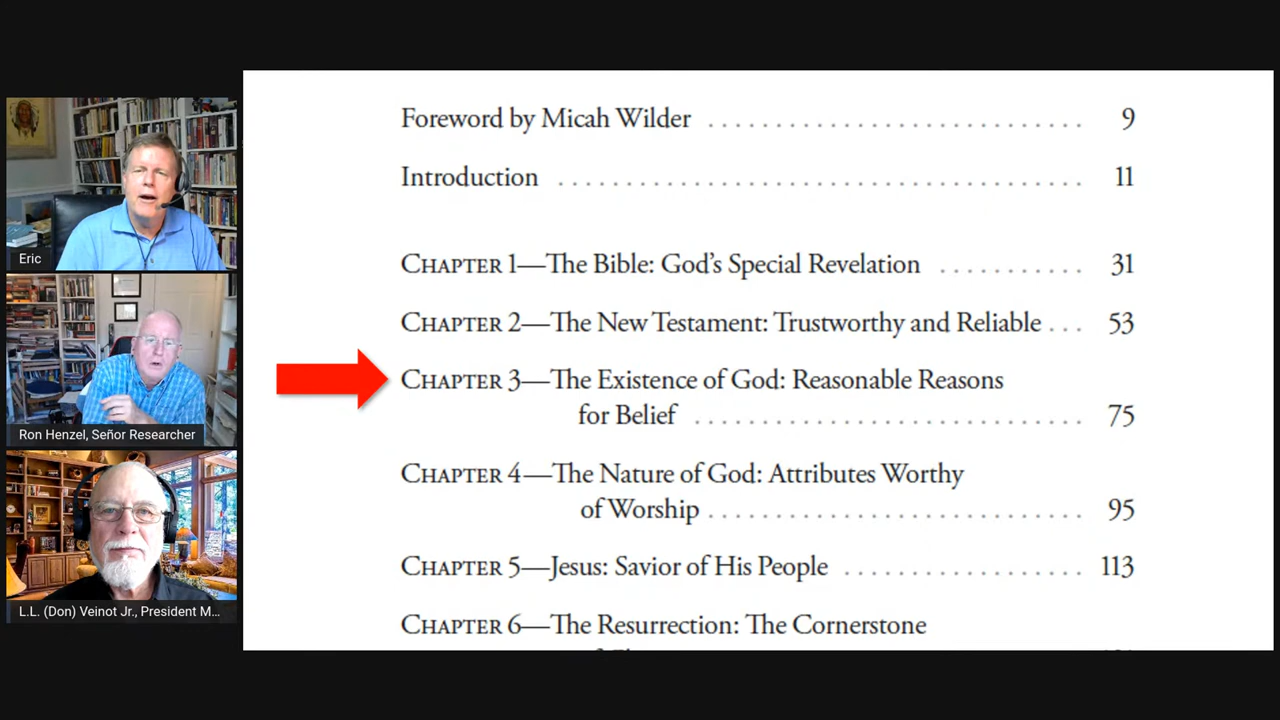 Eric
Ron Henzel, Señor Researcher
L.L. (Don) Veinot Jr., President M...
Foreword by Micah Wilder . . . . . . . . . . . . . . . . . . . . . . . . . . . . 9
Introduction . . . . . . . . . . . . . . . . . . . . . . . . . . . . . . . . . . . . . . . 11
CHAPTER 1—The Bible: God's Special Revelation . . . . . . . . . . . 31
CHAPTER 2—The New Testament: Trustworthy and Reliable . . . 53
CHAPTER 3—The Existence of God: Reasonable Reasons
for Belief . . . . . . . . . . . . . . . . . . . . . . . . . . . . . 75
CHAPTER 4—The Nature of God: Attributes Worthy
of Worship . . . . . . . . . . . . . . . . . . . . . . . . . . . . 95
CHAPTER 5—Jesus: Savior of His People . . . . . . . . . . . . . . . . . . 113
CHAPTER 6—The Resurrection: The Cornerstone